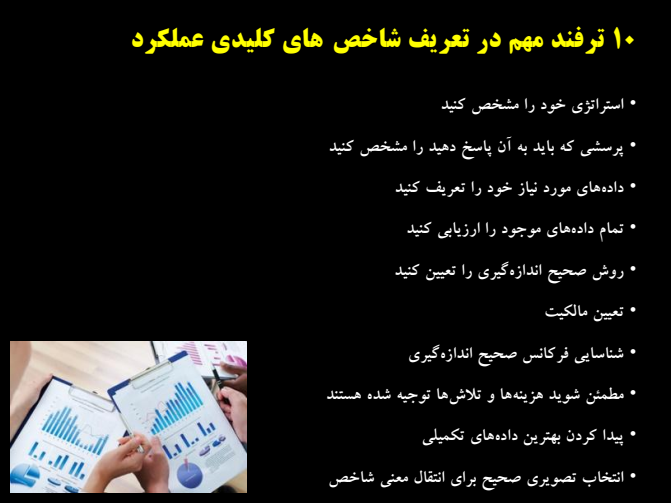 ۱۰ ترفند مهم در تعریف شاخص های کلیدی عملکرد
• استراتژی خود را مشخص کنید
• پرسشی که باید به آن پاسخ دهید را مشخص کنید
• داده‌های مورد نیاز خود را تعریف کنید
• تمام داده‌های موجود را ارزیابی کنید
• روش صحیح اندازه‌گیری را تعیین کنید
• تعیین مالکیت
• شناسایی فرکانس صحیح اندازه‌گیری
• مطمئن شوید هزینه‌ها و تلاش‌ها توجیه شده هستند
• پیدا کردن بهترین داده‌های تکمیلی
• انتخاب تصویری صحیح برای انتقال معنی شاخص